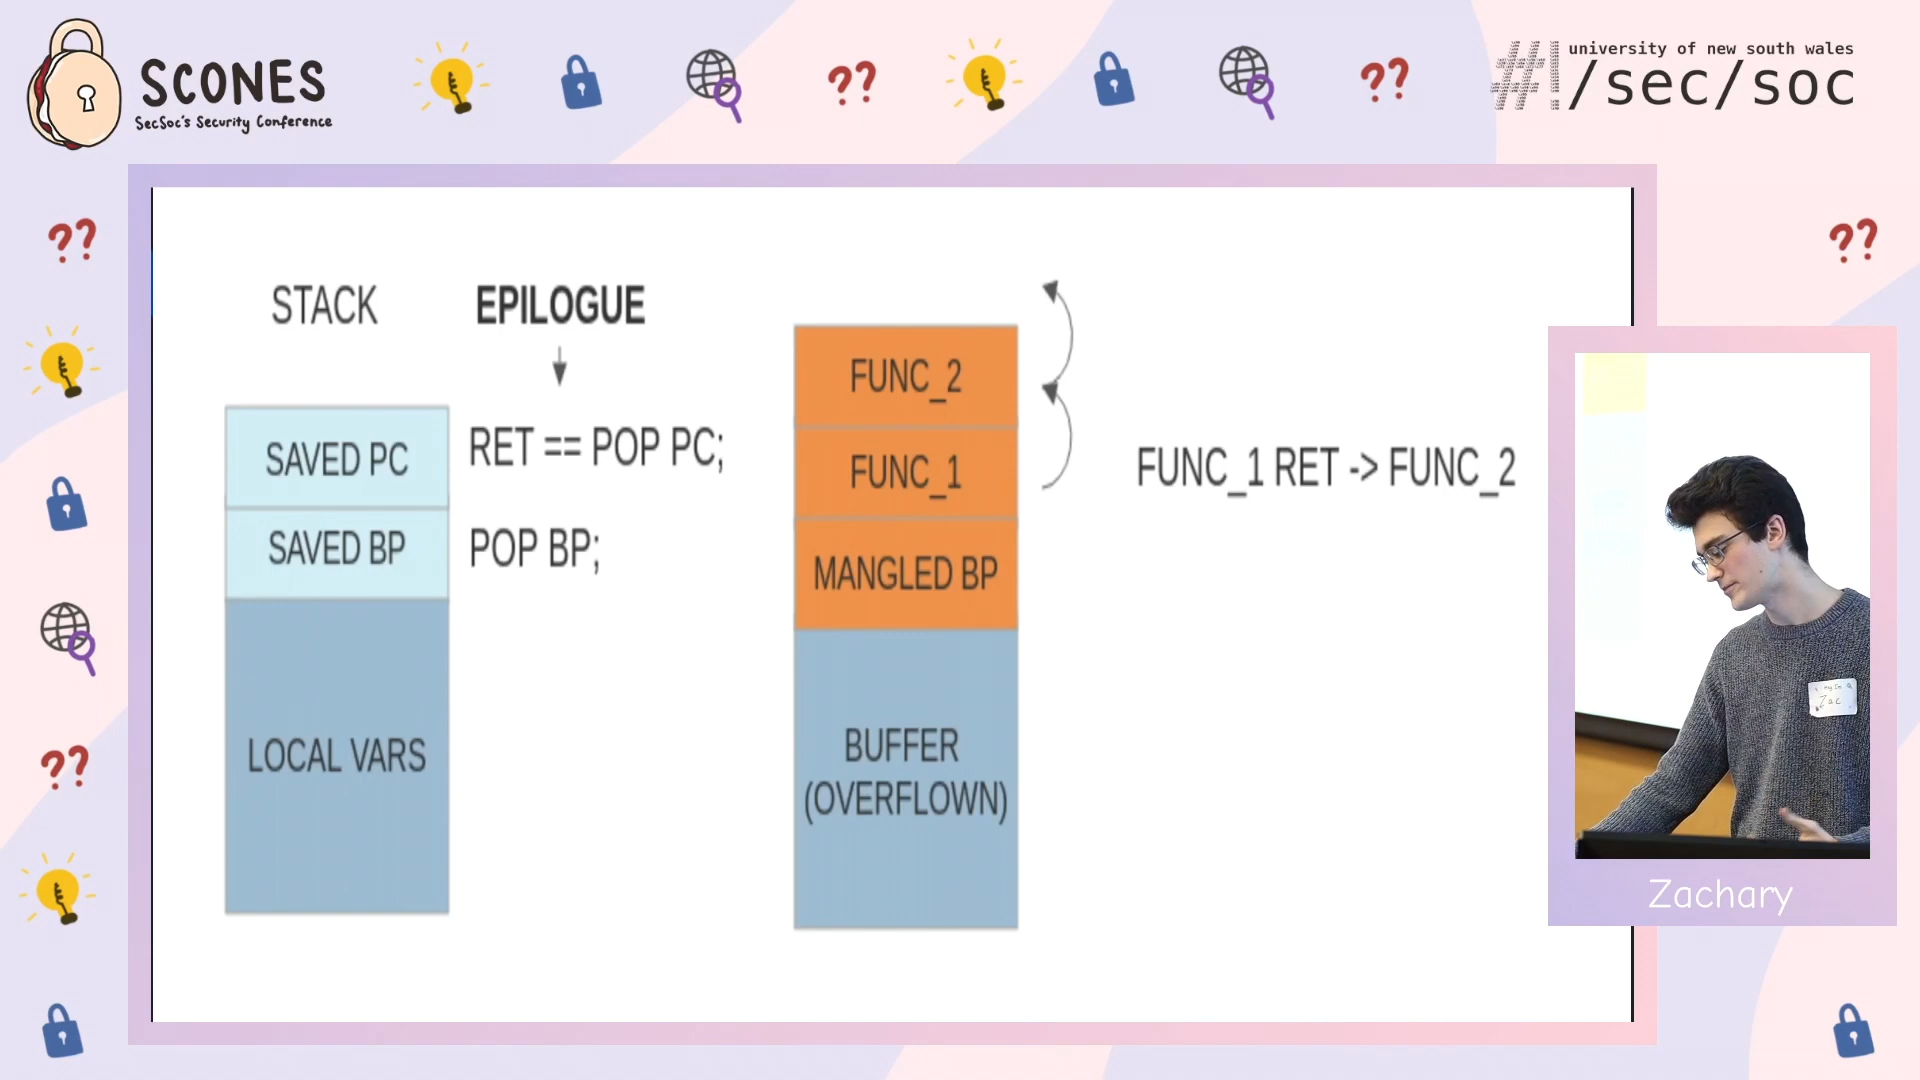 SCONES
SecSoc's Security Conference
??
??
university of new south wales
/sec/soc
??
??
??
STACK
EPILOGUE
SAVED PC
RET == POP PC;
SAVED BP
POP BP;
LOCAL VARS
FUNC_2
FUNC_1
MANGLED BP
BUFFER
(OVERFLOWN)
FUNC_1 RET -> FUNC_2
Zac
Zachary